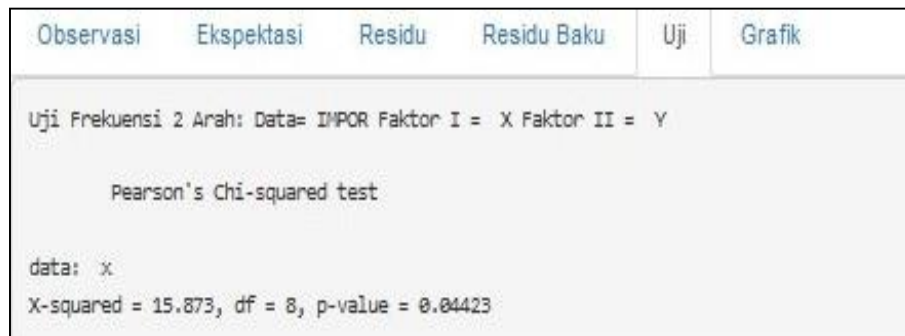 Observasi Ekspektasi Residu Residu Baku Uji Grafik
Uji Frekuensi 2 Arah: Data= IMPOR Faktor I = X Faktor II = Y
Pearson's Chi-squared test
data: x
X-squared = 15.873, df = 8, p-value = 0.04423